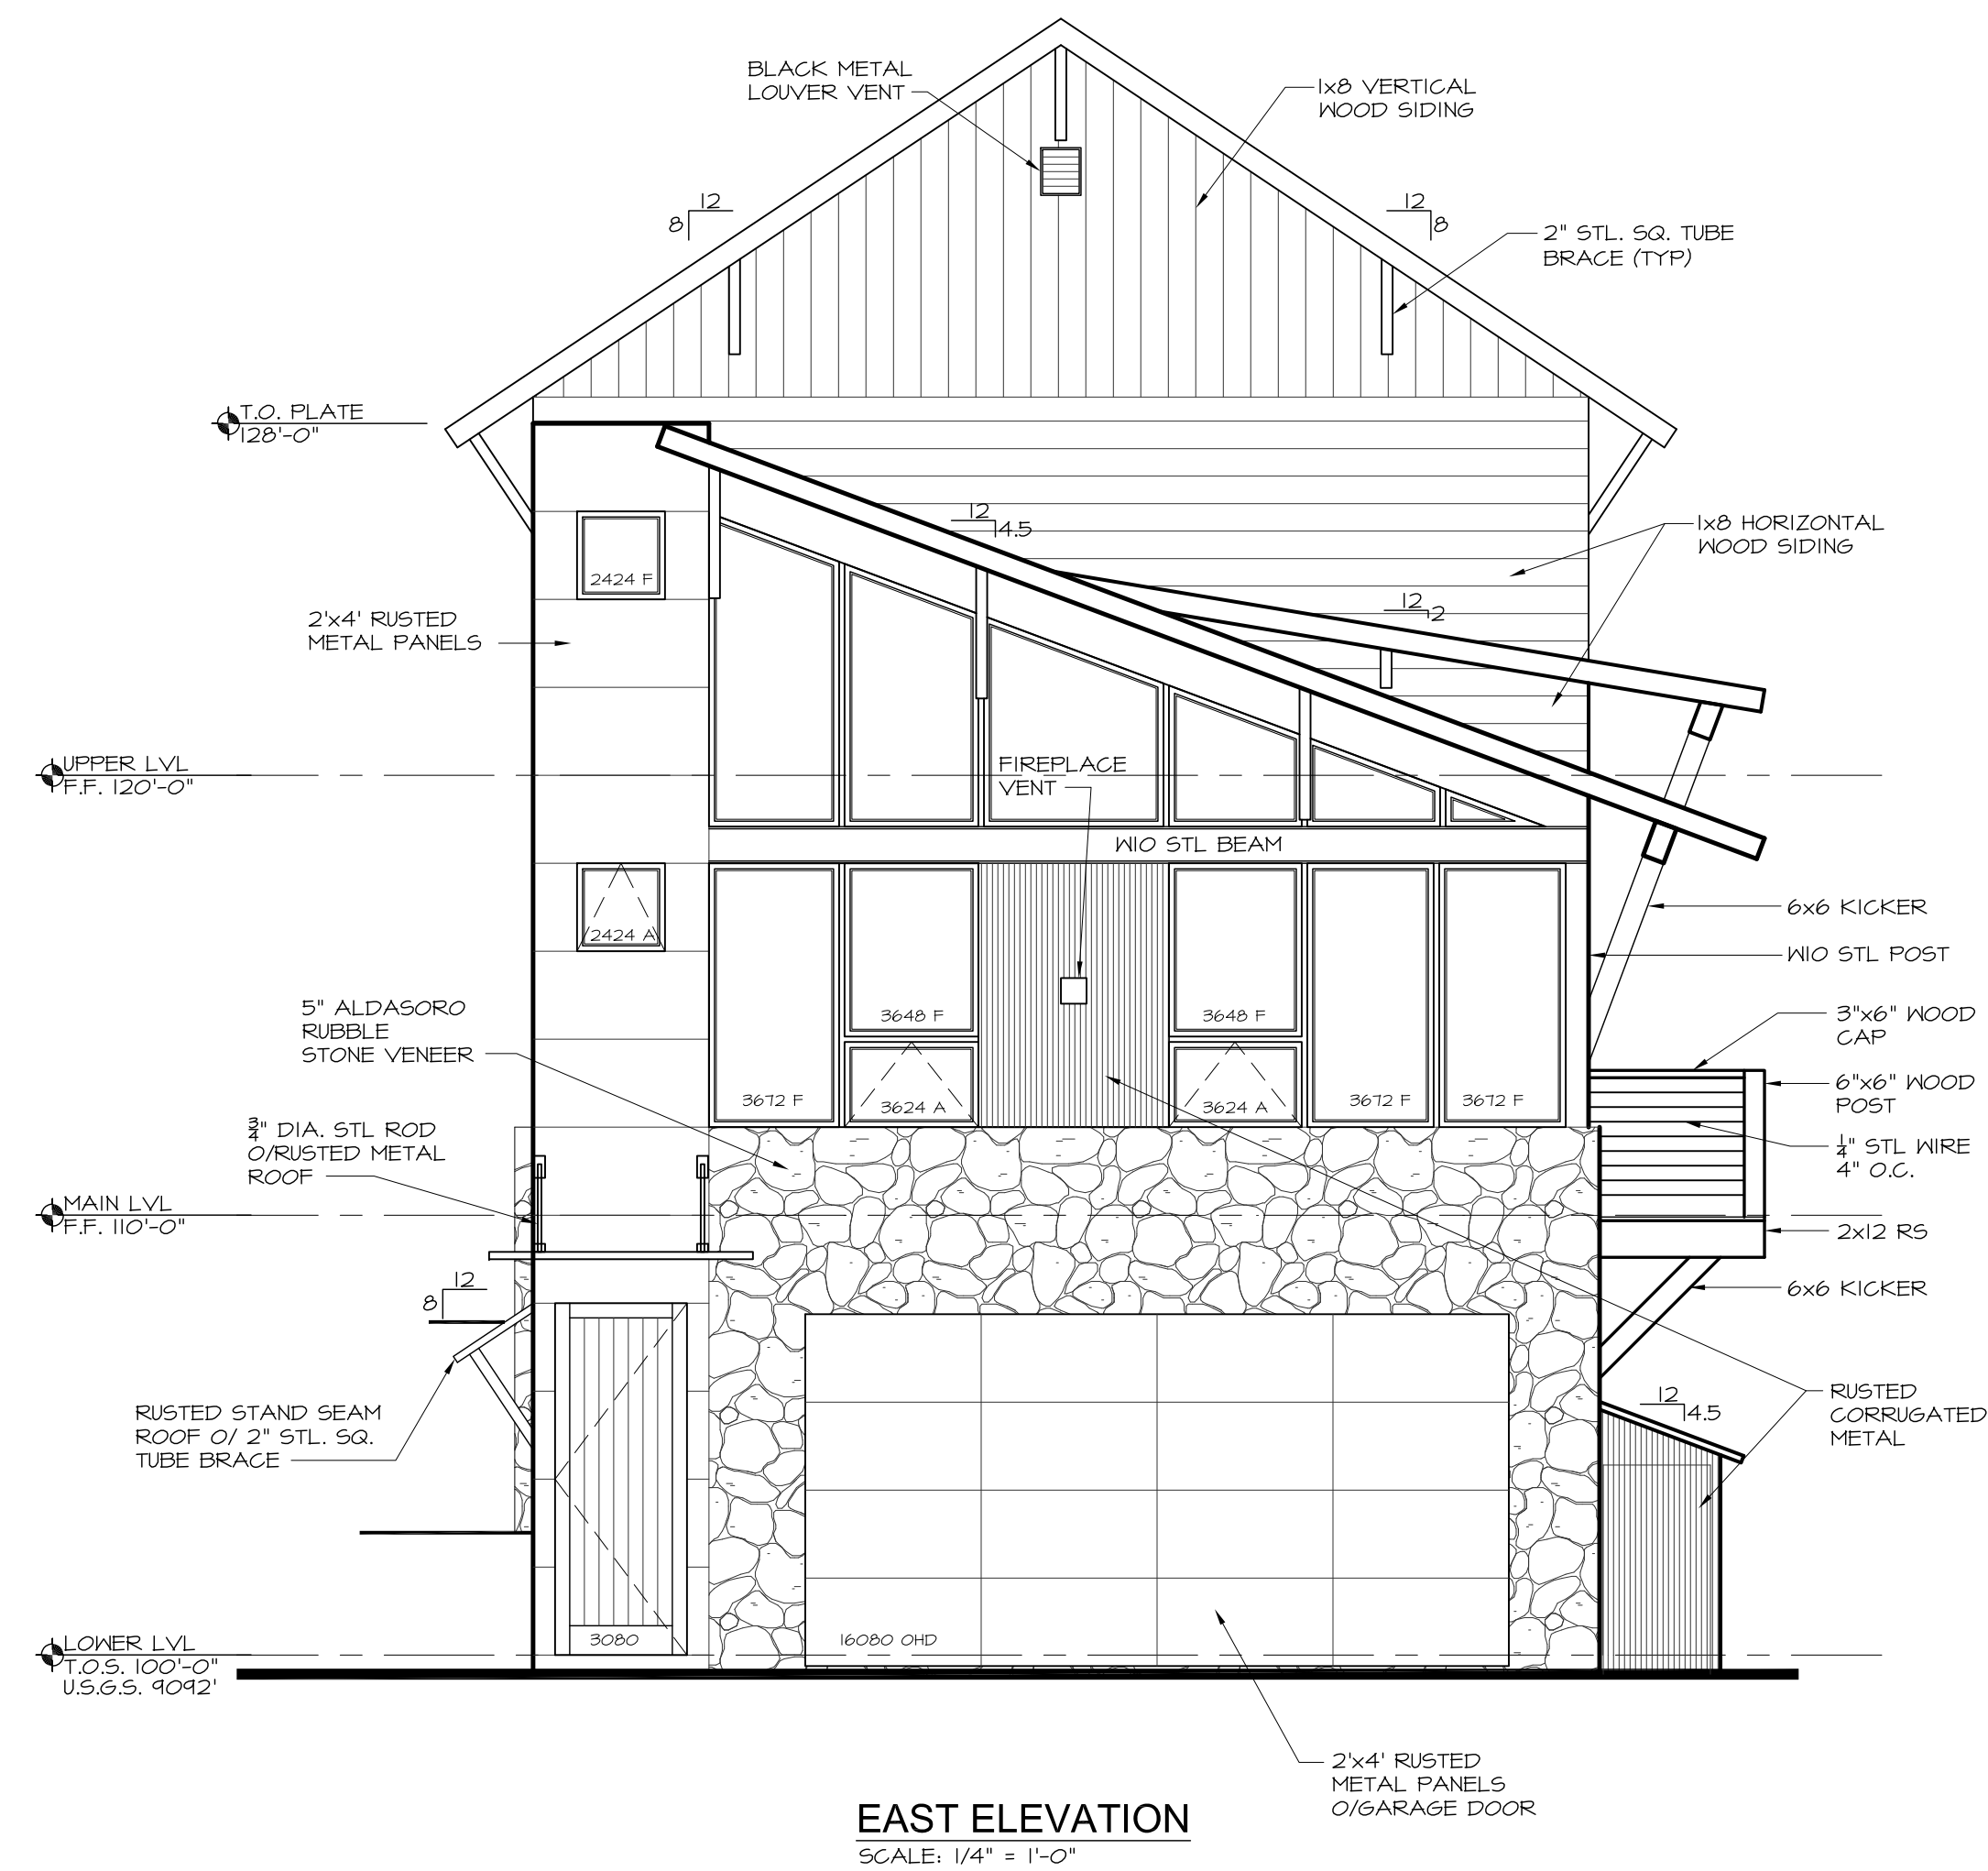 BLACK METAL
LOUVER VENT
1x8 VERTICAL
WOOD SIDING
12
8
12
8
2" STL. SQ. TUBE
BRACE (TYP)
T.O. PLATE
128'-0"
12
4.5
1x8 HORIZONTAL
WOOD SIDING
2424 F
12
2
2'x4' RUSTED
METAL PANELS
UPPER LVL
F.F. 120'-0"
FIREPLACE
VENT
W10 STL BEAM
6x6 KICKER
2424 A
W10 STL POST
5" ALDASORO
RUBBLE
STONE VENEER
3648 F
3648 F
3"x6" WOOD
CAP
6"x6" WOOD
POST
3672 F
3624 A
3624 A
3672 F
3672 F
3/4" DIA. STL ROD
O/RUSTED METAL
ROOF
1/4" STL WIRE
4" O.C.
MAIN LVL
F.F. 110'-0"
2x12 RS
12
8
6x6 KICKER
RUSTED STAND SEAM
ROOF O/ 2" STL. SQ.
TUBE BRACE
12
4.5
RUSTED
CORRUGATED
METAL
3080
16080 OHD
LOWER LVL
T.O.S. 100'-0"
U.S.G.S. 9092'
2'x4' RUSTED
METAL PANELS
O/GARAGE DOOR
EAST ELEVATION
SCALE: 1/4" = 1'-0"